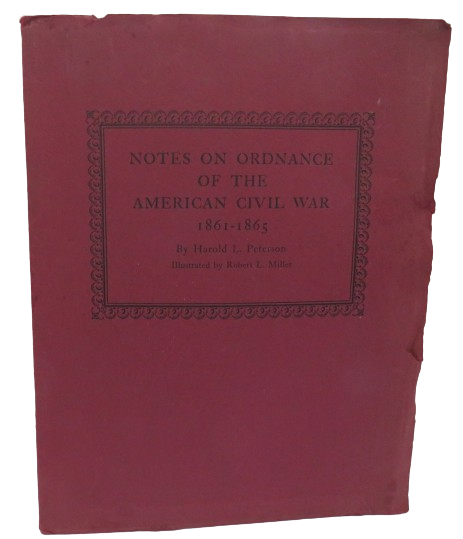 NOTES ON ORDNANCE
OF THE
AMERICAN CIVIL WAR
1861-1865
By Harold L. Peterson
Illustrated by Robert L. Miller